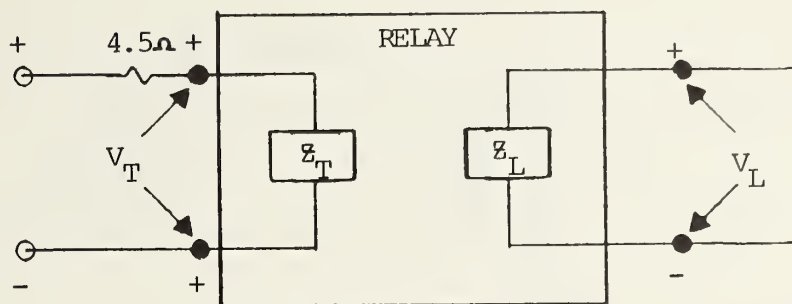 RELAY
+ 4.5Ω + +
Z_T Z_L
V_T V_L
- + -